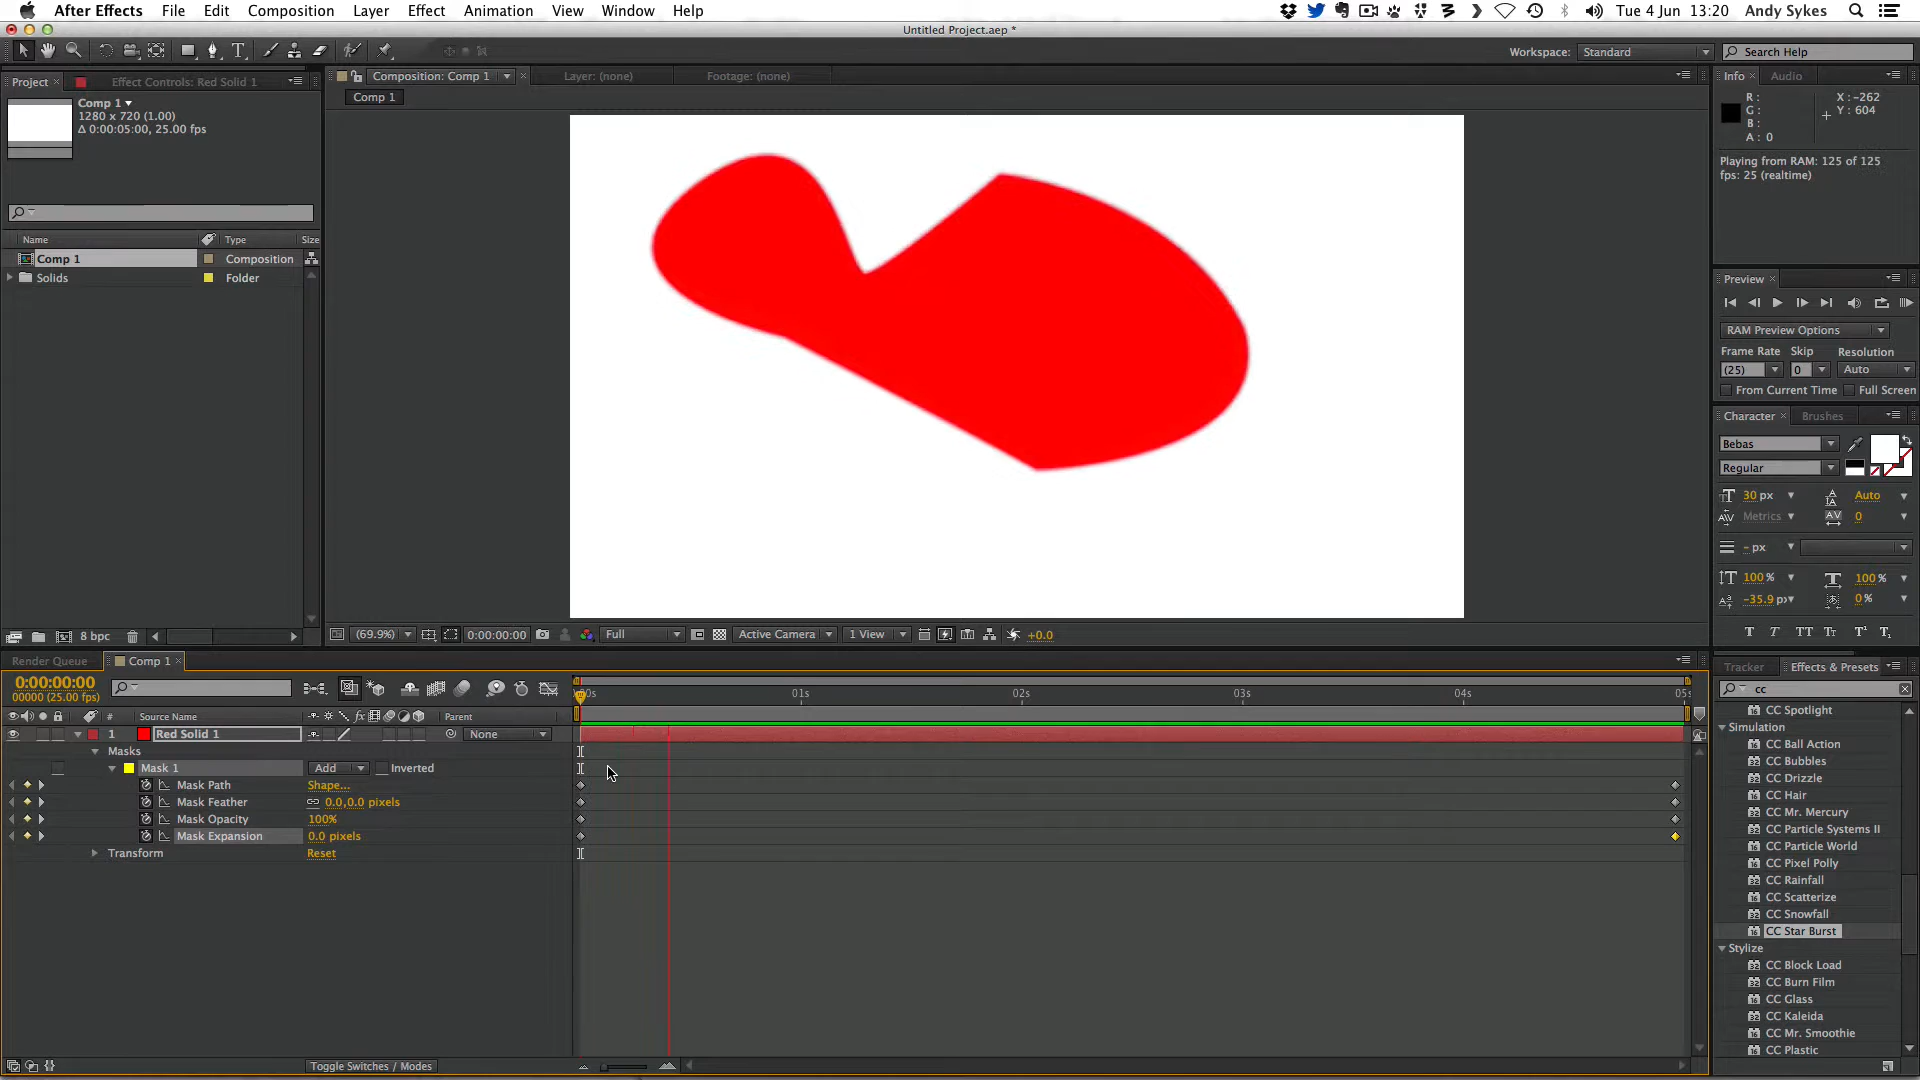 After Effects File Edit Composition Layer Effect Animation View Window Help Tue 4 Jun 13:20 Andy Sykes
Untitled Project.aep *
Workspace: Standard Search Help
Project Effect Controls: Red Solid 1
Comp 1
1280 x 720 (1.00)
Δ 0:00:05:00, 25.00 fps
Name Type Size
Comp 1 Composition
Solids Folder
8 bpc
Composition: Comp 1 Layer: (none) Footage: (none)
Comp 1
(69.9%) 0:00:00:00 Full Active Camera 1 View +0.0
Info Audio
R: X: -262
G: Y: 604
B:
A: 0
Playing from RAM: 125 of 125
fps: 25 (realtime)
Preview
RAM Preview Options
Frame Rate Skip Resolution
(25) 0 Auto
From Current Time Full Screen
Character Brushes
Bebas
Regular
30 px Auto
Metrics 0
- px
100 % 100 %
-35.9 px 0 %
T T TT Tr T¹ T₁
Render Queue Comp 1
0:00:00:00
00000 (25.00 fps)
:00s 01s 02s 03s 04s 05s
# Source Name Parent
1 Red Solid 1 None
Masks
Mask 1 Add Inverted
Mask Path Shape...
Mask Feather 0.0,0.0 pixels
Mask Opacity 100%
Mask Expansion 0.0 pixels
Transform Reset
Toggle Switches / Modes
Tracker Effects & Presets
cc
CC Spotlight
Simulation
CC Ball Action
CC Bubbles
CC Drizzle
CC Hair
CC Mr. Mercury
CC Particle Systems II
CC Particle World
CC Pixel Polly
CC Rainfall
CC Scatterize
CC Snowfall
CC Star Burst
Stylize
CC Block Load
CC Burn Film
CC Glass
CC Kaleida
CC Mr. Smoothie
CC Plastic